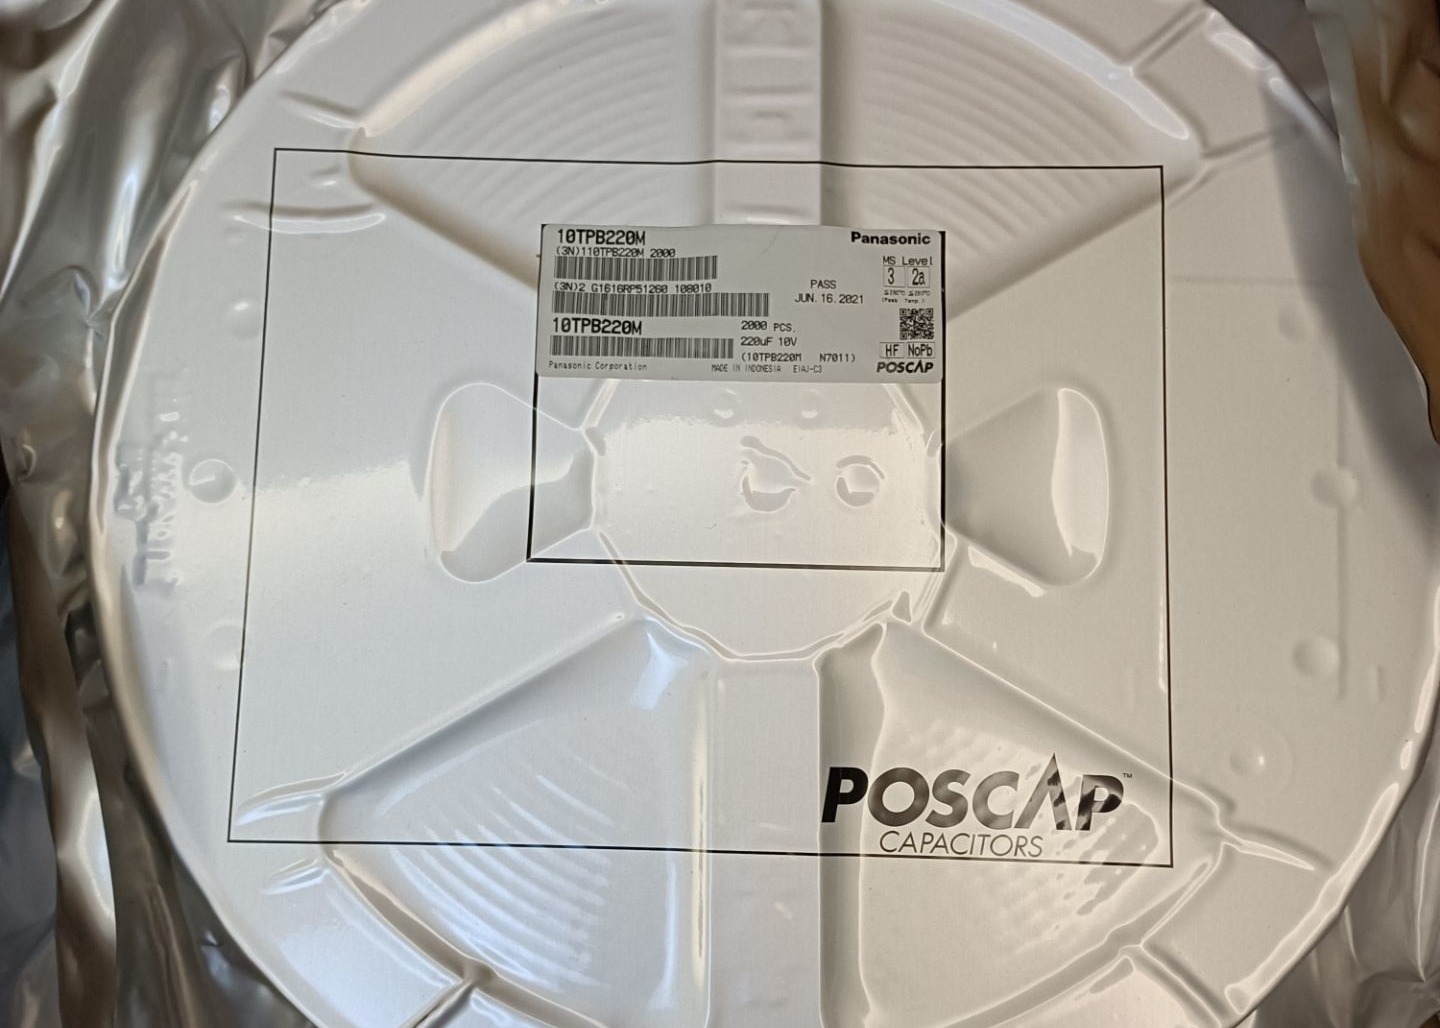 10TPB220M
Panasonic
(3N)110TPB220M 2000
MS Level
3 2a
(3N)2 G1616RP51260 108010
PASS
JUN.16.2021
10TPB220M
2000 PCS.
220uF 10V
(10TPB220M N7011)
HF NoPb
Panasonic Corporation
MADE IN INDONESIA EIAJ-C3
POSCAP
POSCAP™
CAPACITORS